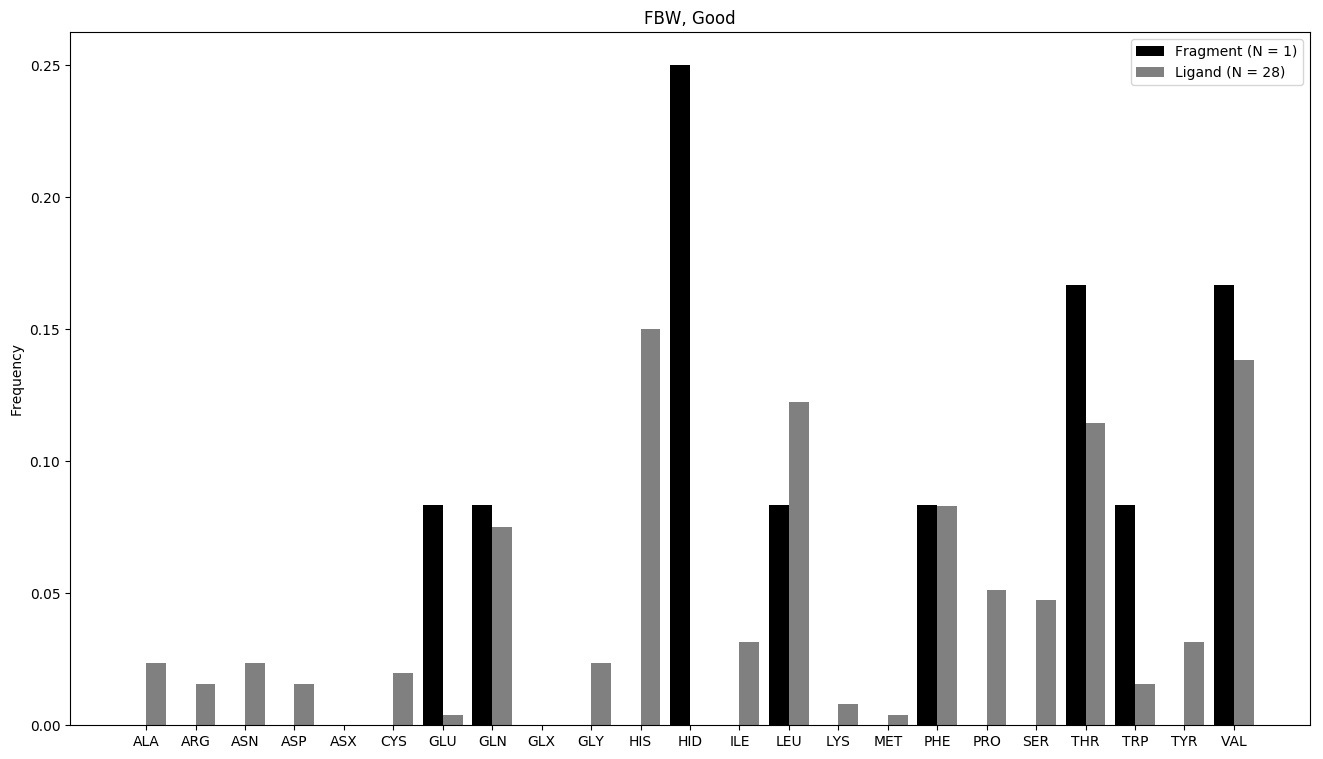 FBW, Good
Fragment (N = 1)
Ligand (N = 28)
Frequency
0.25
0.20
0.15
0.10
0.05
0.00
ALA ARG ASN ASP ASX CYS GLU GLN GLX GLY HIS HID ILE LEU LYS MET PHE PRO SER THR TRP TYR VAL